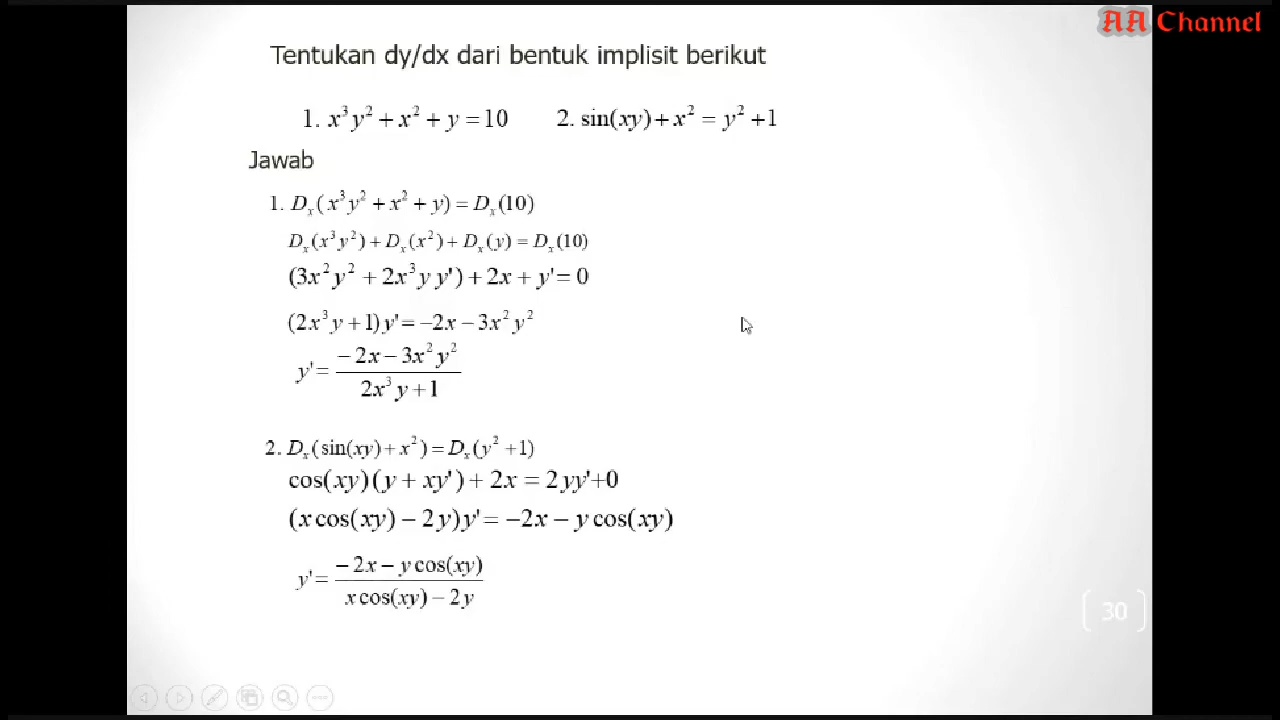 AA Channel
Tentukan dy/dx dari bentuk implisit berikut
1. x³y² + x² + y = 10 2. sin(xy) + x² = y² + 1
Jawab
1. Dₓ(x³y² + x² + y) = Dₓ(10)
Dₓ(x³y²) + Dₓ(x²) + Dₓ(y) = Dₓ(10)
(3x²y² + 2x³y y') + 2x + y' = 0
(2x³y + 1) y' = −2x − 3x²y²
y' = (−2x − 3x²y²) / (2x³y + 1)
2. Dₓ(sin(xy) + x²) = Dₓ(y² + 1)
cos(xy)(y + xy') + 2x = 2yy' + 0
(x cos(xy) − 2y)y' = −2x − y cos(xy)
y' = (−2x − y cos(xy)) / (x cos(xy) − 2y)
30